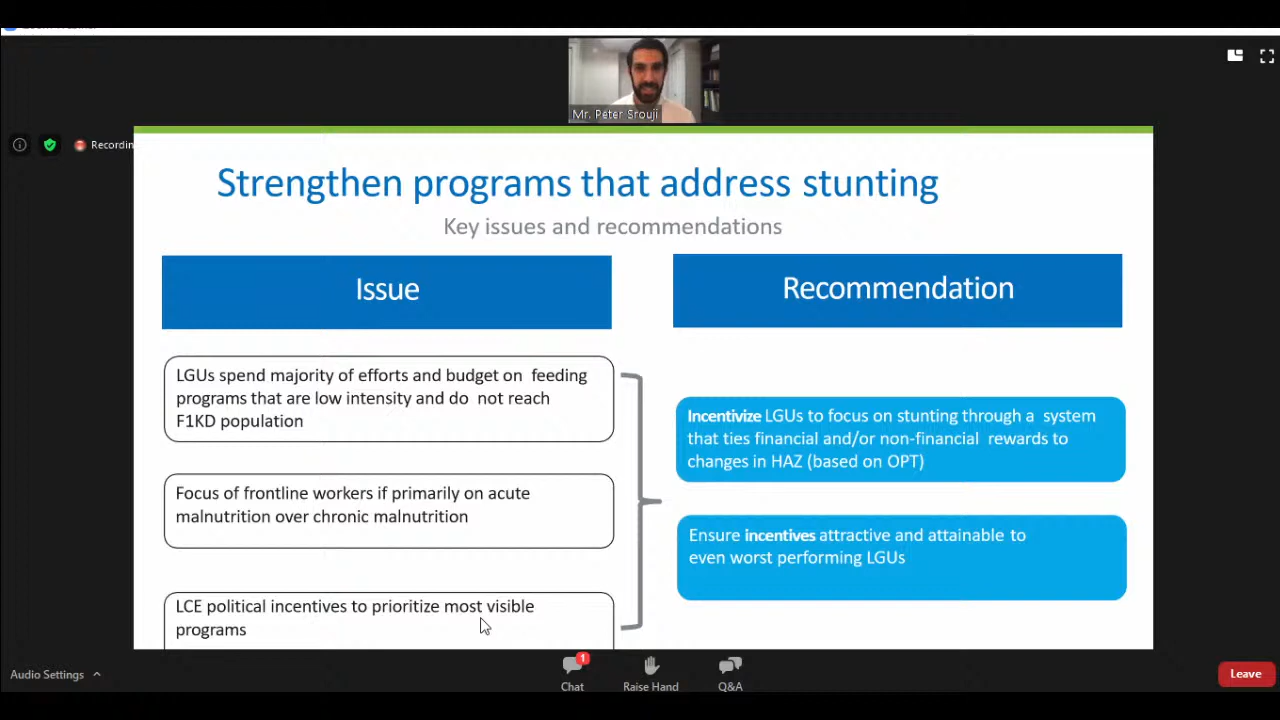 Mr. Peter Srouji
Recordin
Strengthen programs that address stunting
Key issues and recommendations
Issue
LGUs spend majority of efforts and budget on feeding
programs that are low intensity and do not reach
F1KD population
Focus of frontline workers if primarily on acute
malnutrition over chronic malnutrition
LCE political incentives to prioritize most visible
programs
Recommendation
Incentivize LGUs to focus on stunting through a system
that ties financial and/or non-financial rewards to
changes in HAZ (based on OPT)
Ensure incentives attractive and attainable to
even worst performing LGUs
Audio Settings
1
Chat
Raise Hand
Q&A
Leave